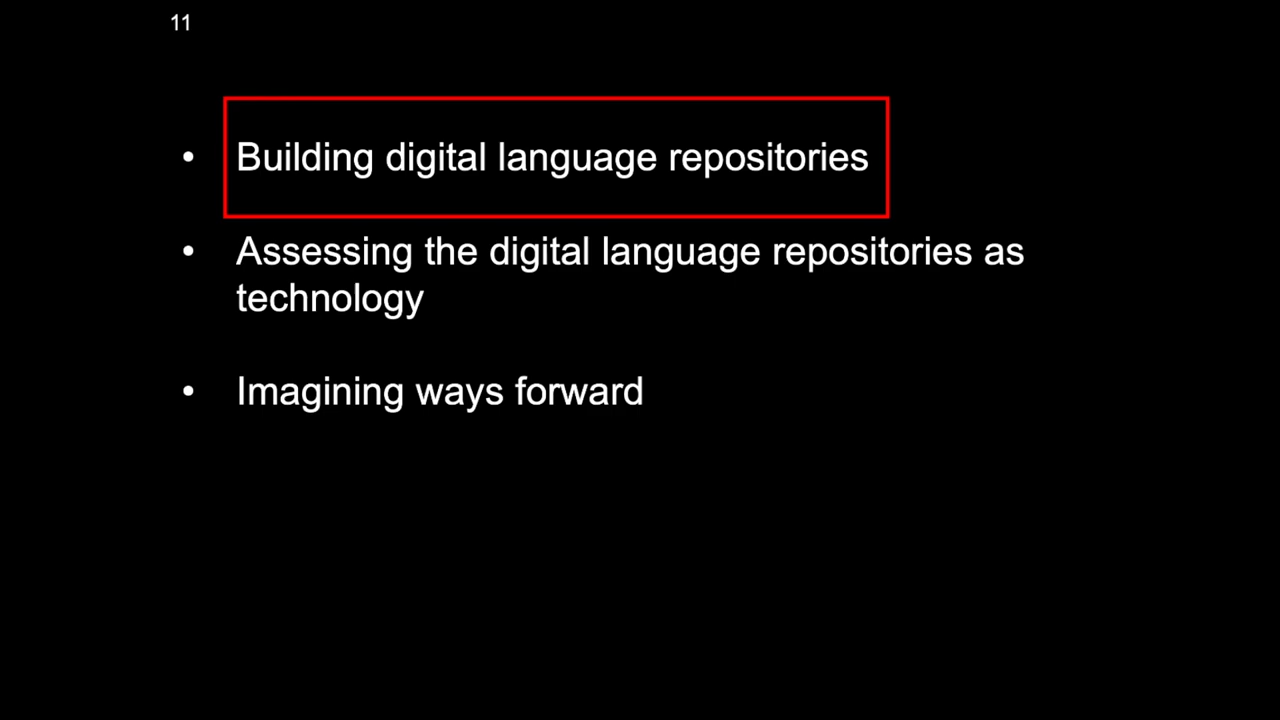 11
• Building digital language repositories
• Assessing the digital language repositories as
technology
• Imagining ways forward